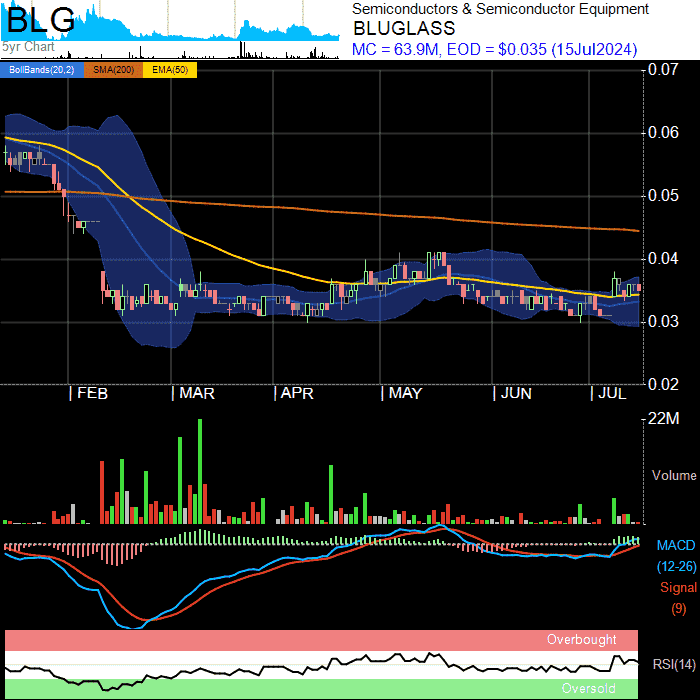 BLG
5yr Chart
Semiconductors & Semiconductor Equipment
BLUGLASS
MC = 63.9M, EOD = $0.035 (15Jul2024)
BollBands(20,2) SMA(200) EMA(50)
0.07
0.06
0.05
0.04
0.03
0.02
FEB MAR APR MAY JUN JUL
22M
Volume
MACD
(12-26)
Signal
(9)
Overbought
RSI(14)
Oversold